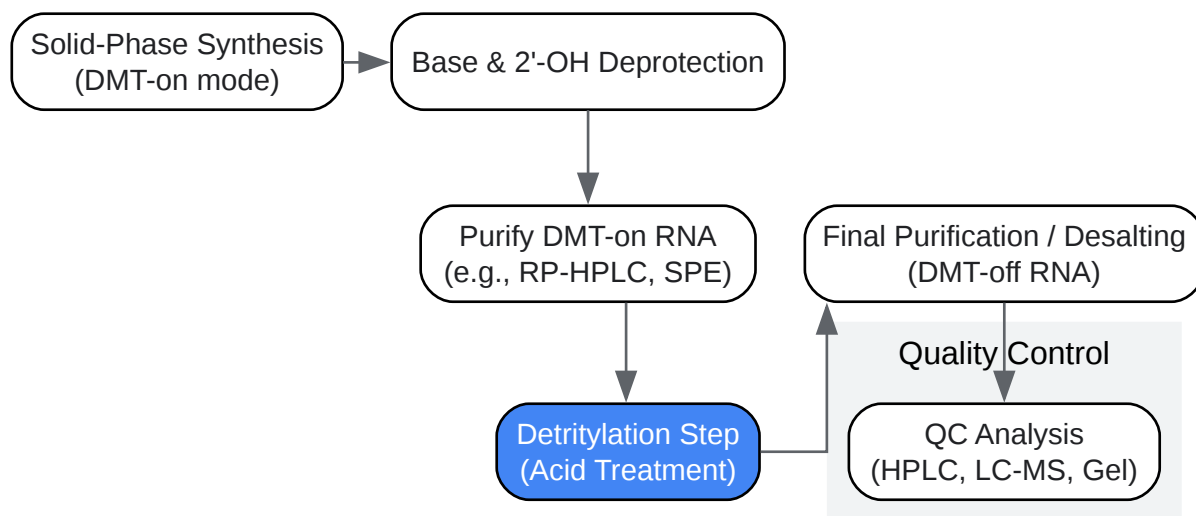 Solid-Phase Synthesis
(DMT-on mode)
Base & 2'-OH Deprotection
Purify DMT-on RNA
(e.g., RP-HPLC, SPE)
Final Purification / Desalting
(DMT-off RNA)
Quality Control
Detritylation Step
(Acid Treatment)
QC Analysis
(HPLC, LC-MS, Gel)